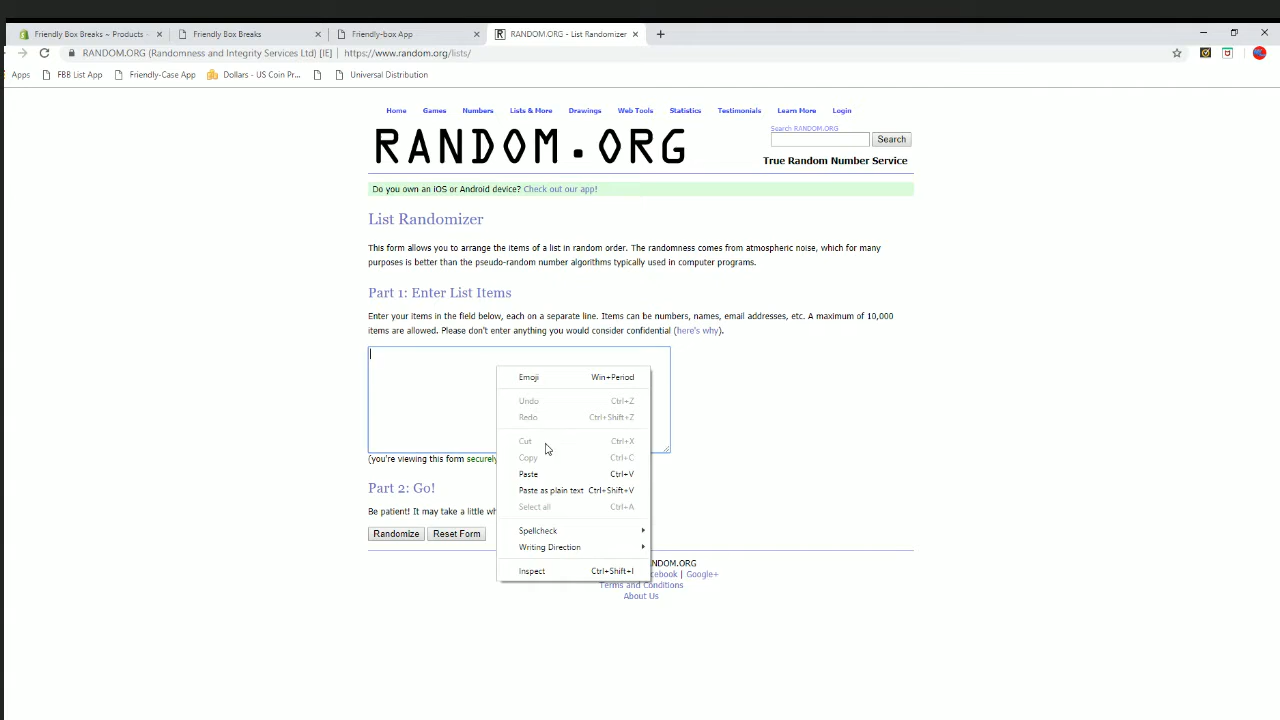 Friendly Box Breaks ~ Products
Friendly Box Breaks
Friendly-box App
RANDOM.ORG - List Randomizer
RANDOM.ORG (Randomness and Integrity Services Ltd) [IE] | https://www.random.org/lists/
Apps FBB List App Friendly-Case App Dollars - US Coin Pr... Universal Distribution
Home Games Numbers Lists & More Drawings Web Tools Statistics Testimonials Learn More Login
RANDOM.ORG
Search RANDOM.ORG
Search
True Random Number Service
Do you own an iOS or Android device? Check out our app!
List Randomizer
This form allows you to arrange the items of a list in random order. The randomness comes from atmospheric noise, which for many
purposes is better than the pseudo-random number algorithms typically used in computer programs.
Part 1: Enter List Items
Enter your items in the field below, each on a separate line. Items can be numbers, names, email addresses, etc. A maximum of 10,000
items are allowed. Please don't enter anything you would consider confidential (here's why).
Emoji Win+Period
Undo Ctrl+Z
Redo Ctrl+Shift+Z
Cut Ctrl+X
Copy Ctrl+C
Paste Ctrl+V
Paste as plain text Ctrl+Shift+V
Select all Ctrl+A
Spellcheck
Writing Direction
Inspect Ctrl+Shift+I
(you're viewing this form securely
Part 2: Go!
Be patient! It may take a little
Randomize Reset Form
| Google+
Terms and Conditions
About Us